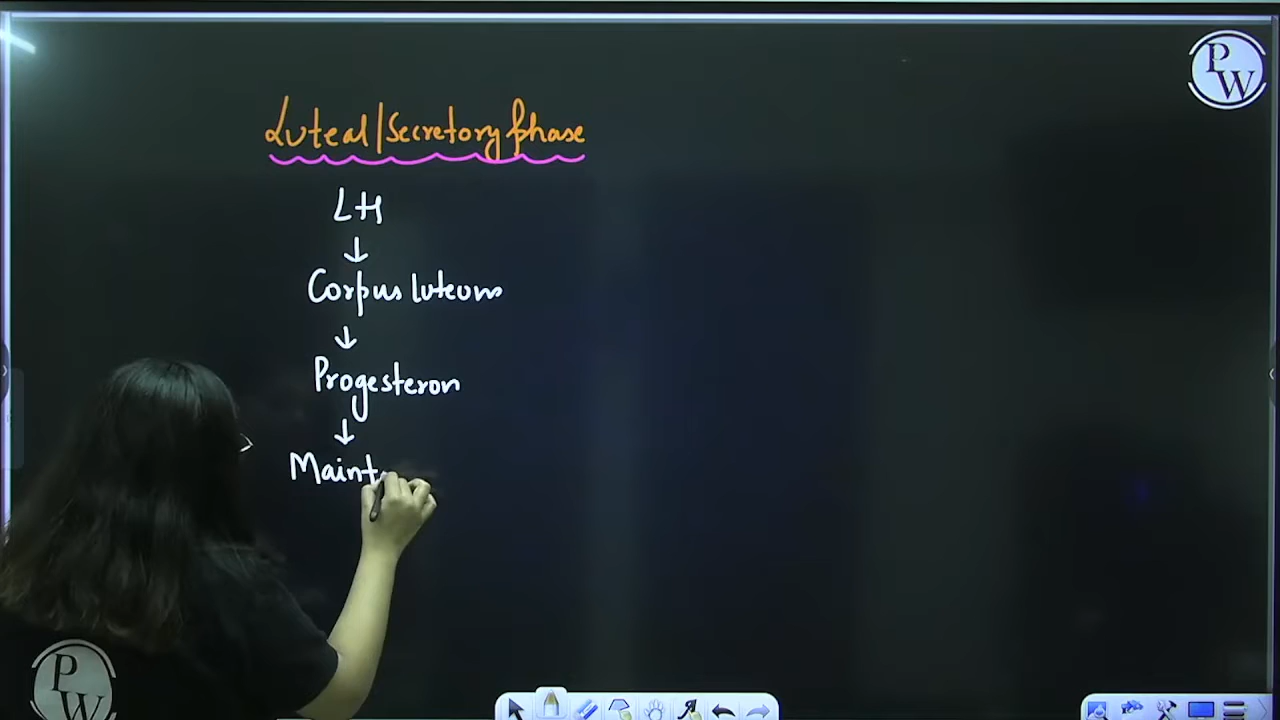 PW
Luteal/Secretory phase
LH
↓
Corpus luteum
↓
Progesteron
↓
Maint
PW